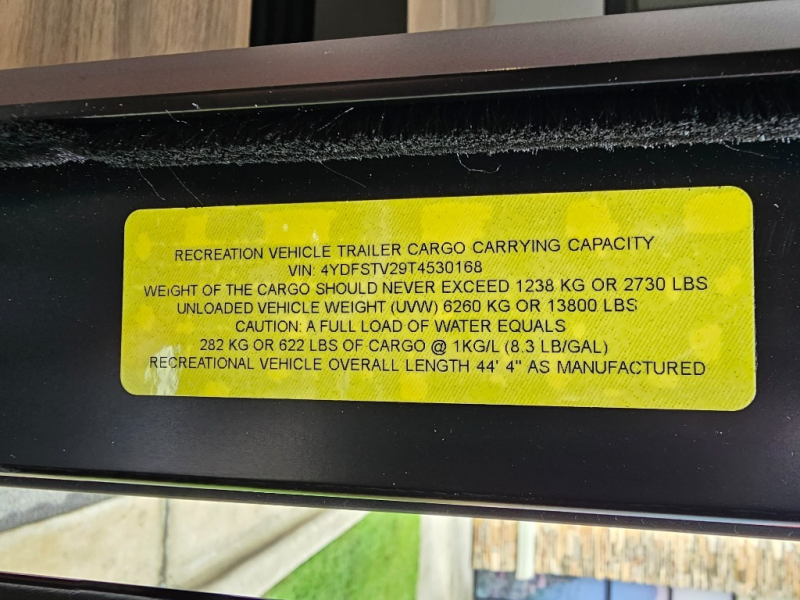 RECREATION VEHICLE TRAILER CARGO CARRYING CAPACITY
VIN: 4YDFSTV29T4530168
WEIGHT OF THE CARGO SHOULD NEVER EXCEED 1238 KG OR 2730 LBS
UNLOADED VEHICLE WEIGHT (UVW) 6260 KG OR 13800 LBS
CAUTION: A FULL LOAD OF WATER EQUALS
282 KG OR 622 LBS OF CARGO @ 1KG/L (8.3 LB/GAL)
RECREATIONAL VEHICLE OVERALL LENGTH 44' 4" AS MANUFACTURED